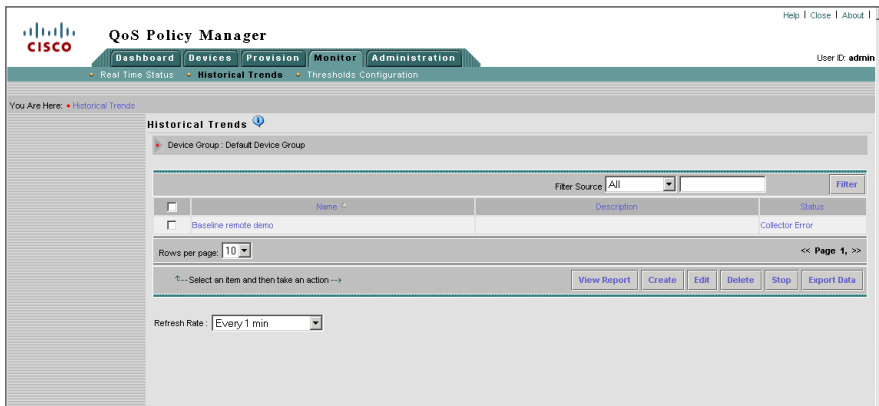 Help | Close | About |
CISCO
QoS Policy Manager
Dashboard Devices Provision Monitor Administration
User ID: admin
Real Time Status Historical Trends Thresholds Configuration
You Are Here: Historical Trends
Historical Trends
Device Group : Default Device Group
Filter Source All Filter
Name Description Status
Baseline remote demo Collector Error
Rows per page: 10 << Page 1, >>
Select an item and then take an action --> View Report Create Edit Delete Stop Export Data
Refresh Rate : Every 1 min